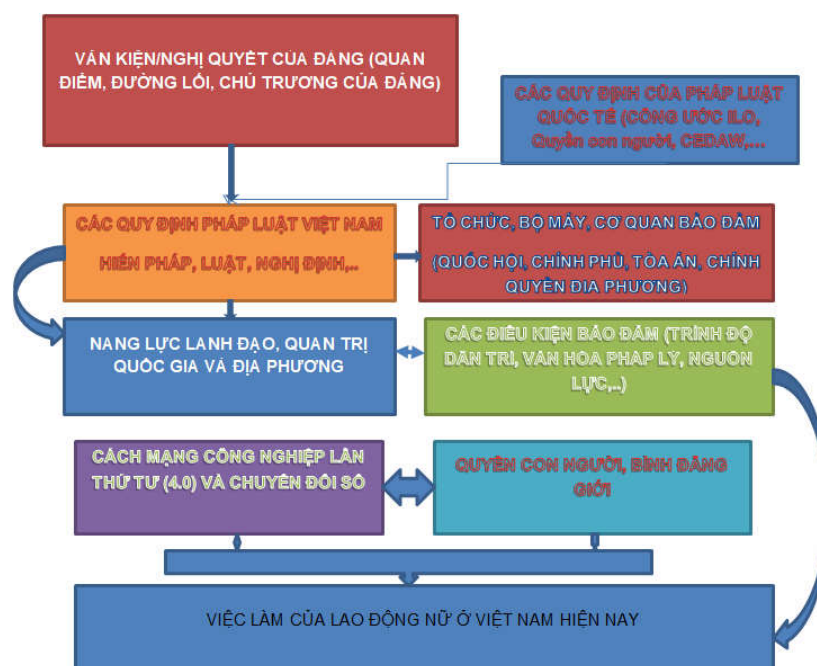 VĂN KIỆN/NGHỊ QUYẾT CỦA ĐẢNG (QUAN
ĐIỂM, ĐƯỜNG LỐI, CHỦ TRƯƠNG CỦA ĐẢNG)
CÁC QUY ĐỊNH CỦA PHÁP LUẬT
QUỐC TẾ (CÔNG ƯỚC ILO,
Quyền con người, CEDAW,...
CÁC QUY ĐỊNH PHÁP LUẬT VIỆT NAM
HIẾN PHÁP, LUẬT, NGHỊ ĐỊNH,..
TỔ CHỨC, BỘ MÁY, CƠ QUAN BẢO ĐẢM
(QUỐC HỘI, CHÍNH PHỦ, TÒA ÁN, CHÍNH
QUYỀN ĐỊA PHƯƠNG)
NANG LỰC LANH ĐẠO, QUAN TRỊ
QUỐC GIA VÀ ĐỊA PHƯƠNG
CÁC ĐIỀU KIỆN BẢO ĐẢM (TRÌNH ĐỘ
DÂN TRÍ, VĂN HÓA PHÁP LÝ, NGUỒN
LỰC,..)
CÁCH MẠNG CÔNG NGHIỆP LẦN
THỨ TƯ (4.0) VÀ CHUYỂN ĐỔI SỐ
QUYỀN CON NGƯỜI, BÌNH ĐẲNG
GIỚI
VIỆC LÀM CỦA LAO ĐỘNG NỮ Ở VIỆT NAM HIỆN NAY